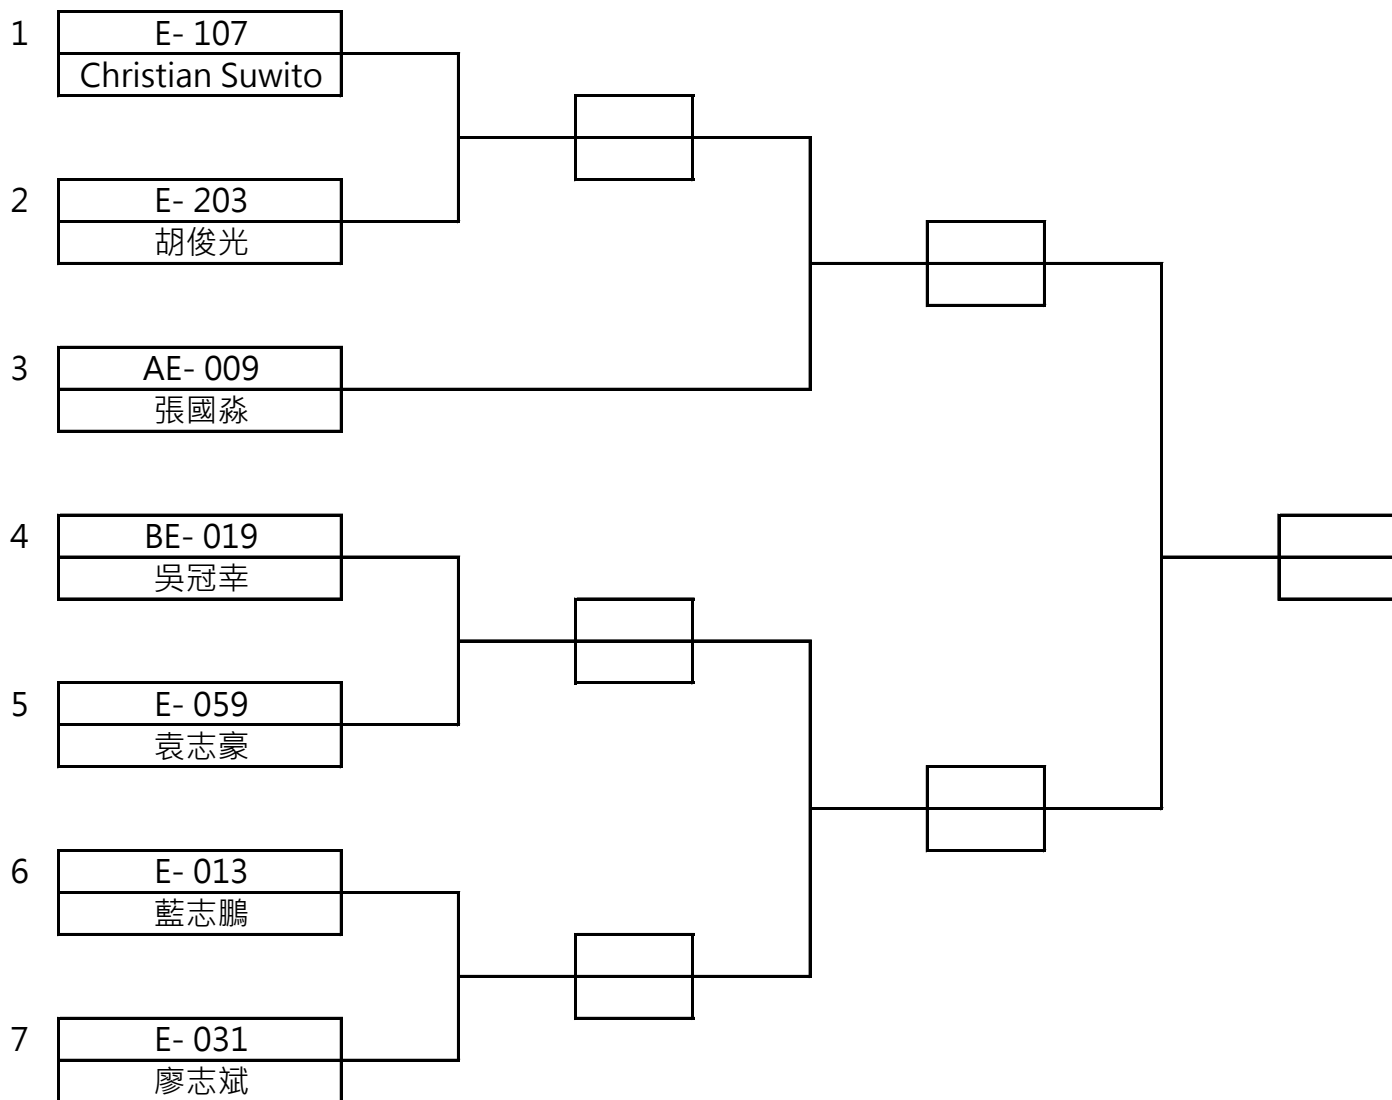 1
E- 107
Christian Suwito
2
E- 203
胡俊光
3
AE- 009
張國淼
4
BE- 019
吳冠幸
5
E- 059
袁志豪
6
E- 013
藍志鵬
7
E- 031
廖志斌